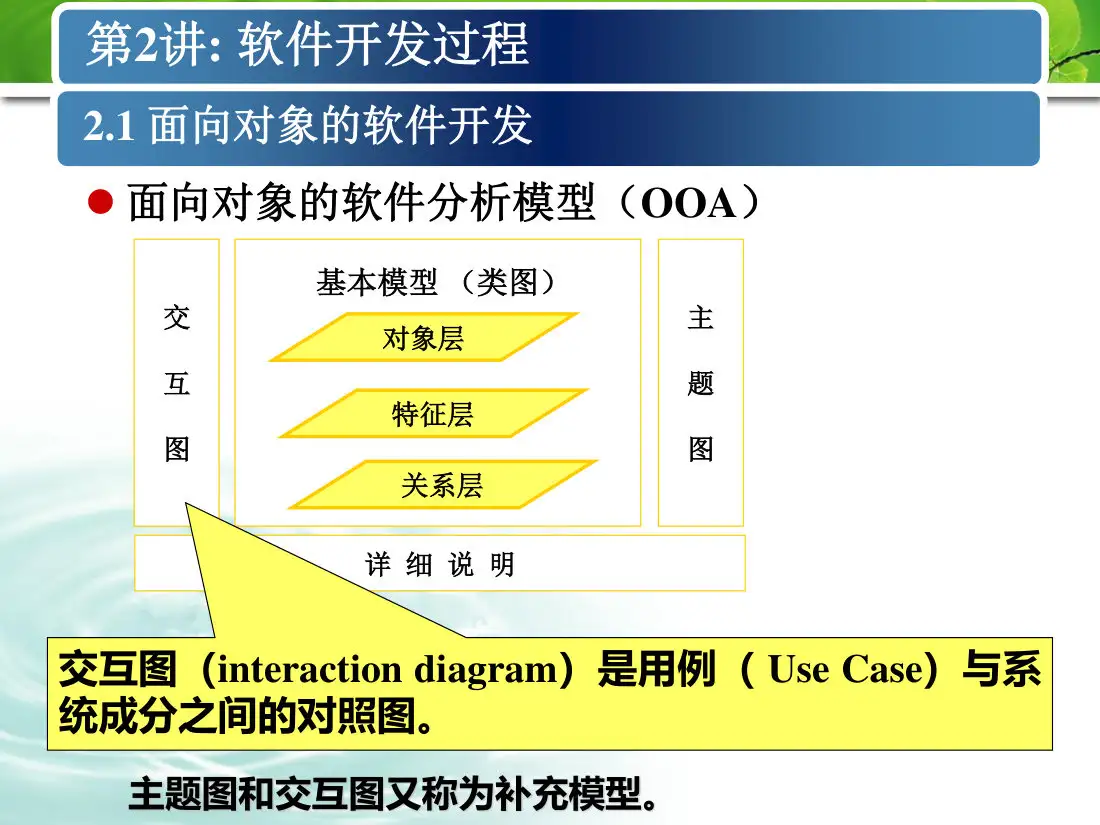 第2讲: 软件开发过程
2.1 面向对象的软件开发
面向对象的软件分析模型（OOA）
交
互
图
基本模型 （类图）
对象层
特征层
关系层
主
题
图
详 细 说 明
交互图（interaction diagram）是用例（ Use Case）与系
统成分之间的对照图。
主题图和交互图又称为补充模型。